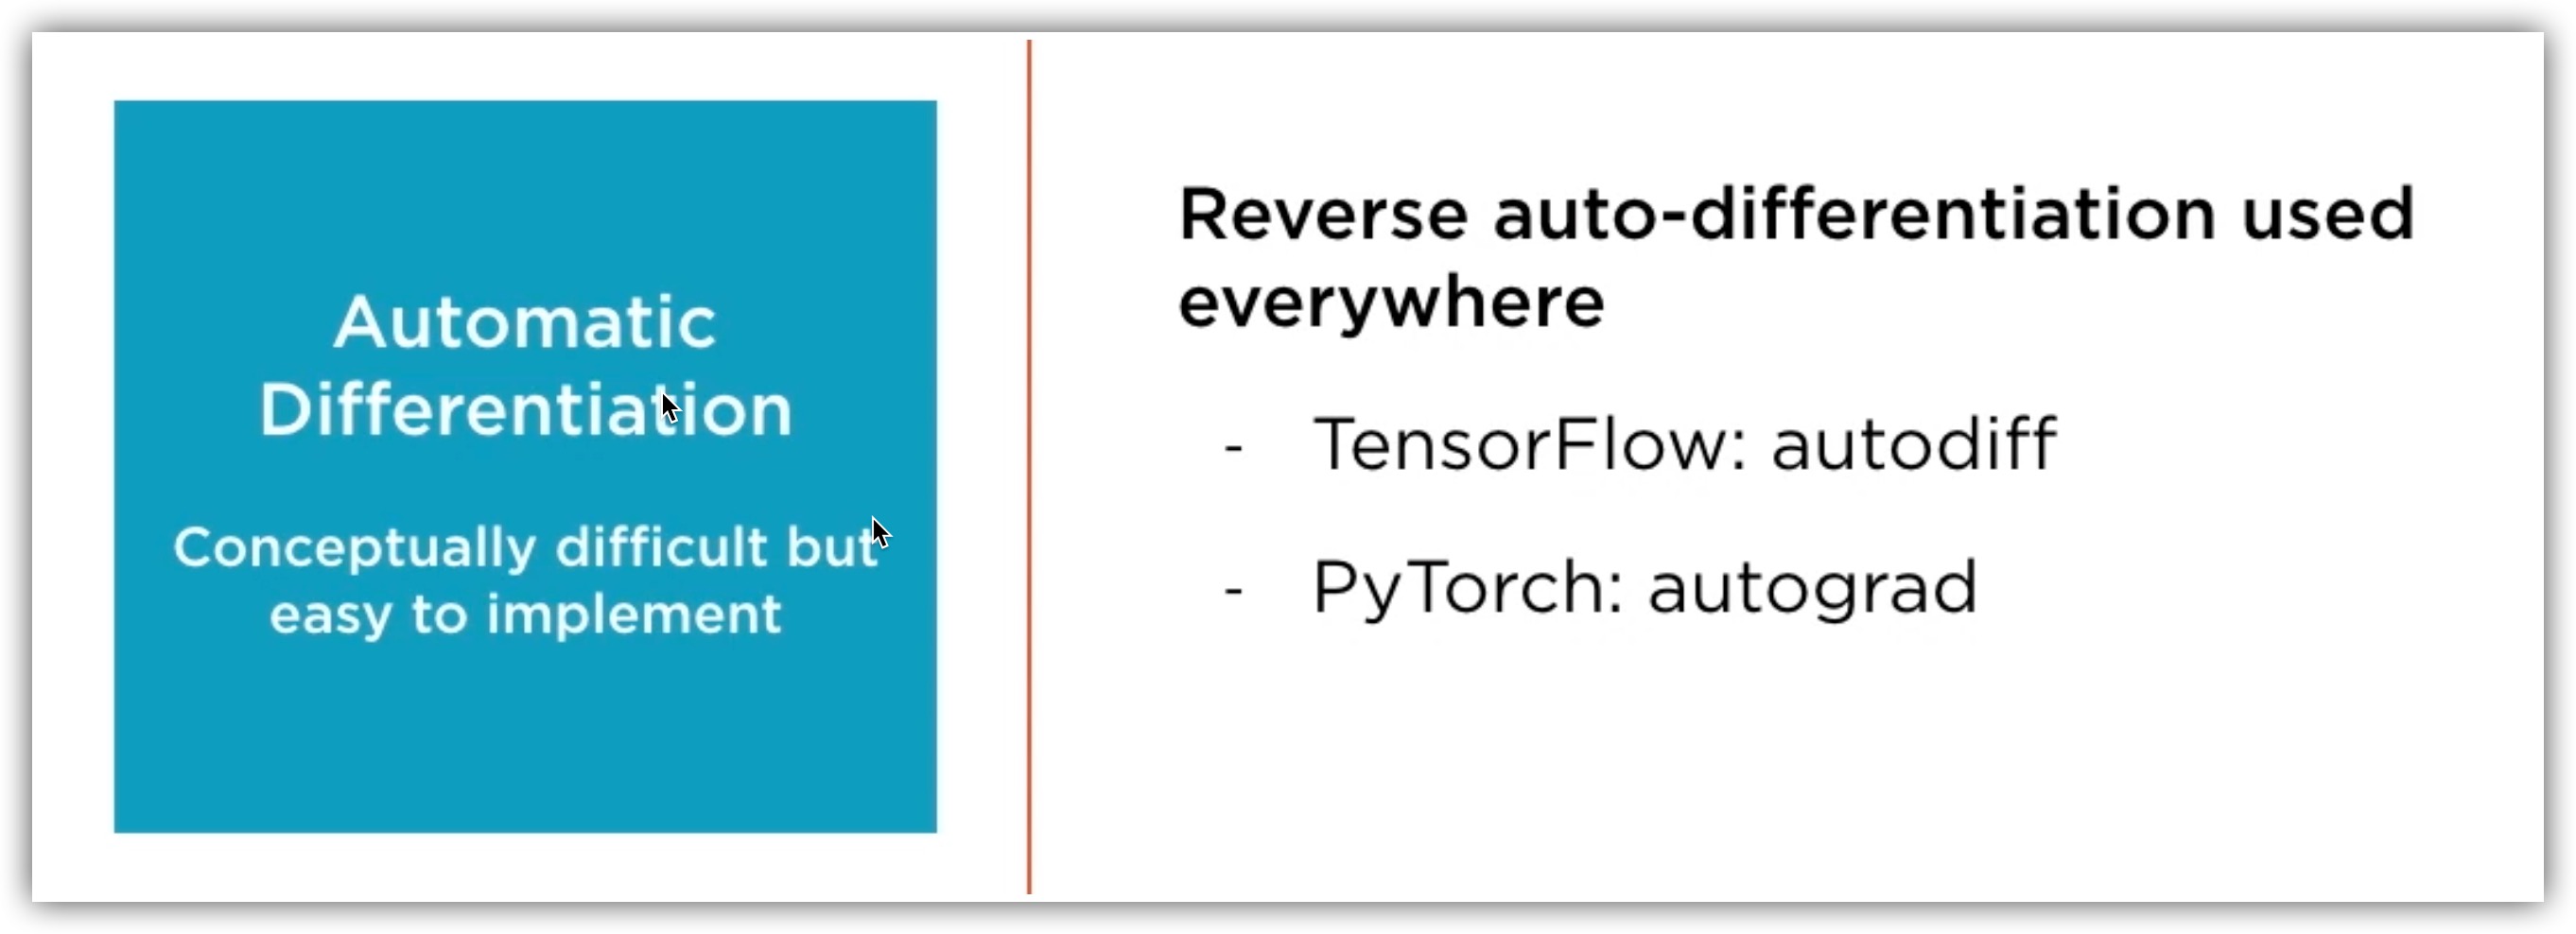 Automatic
Differentiation
Conceptually difficult but
easy to implement
Reverse auto-differentiation used
everywhere
- TensorFlow: autodiff
- PyTorch: autograd